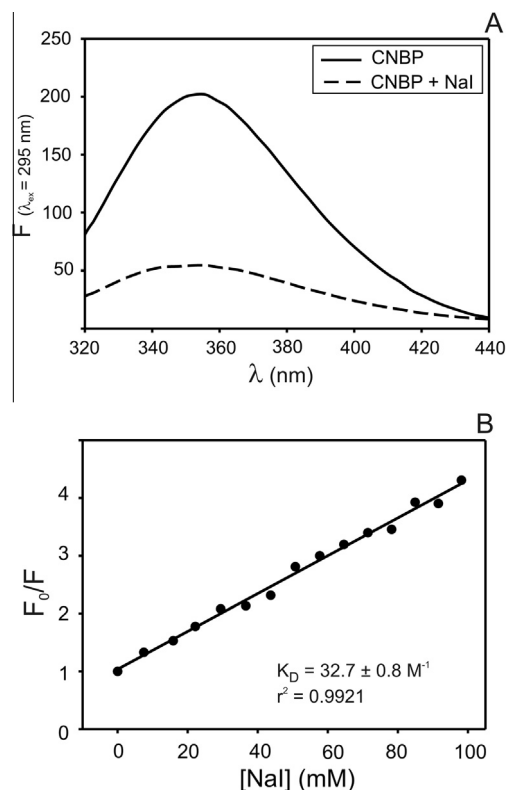 A
250
200
150
100
50
F (λex = 295 nm)
CNBP
CNBP + NaI
320 340 360 380 400 420 440
λ (nm)
B
4
3
2
1
0
F0/F
KD = 32.7 ± 0.8 M-1
r2 = 0.9921
0 20 40 60 80 100
[NaI] (mM)